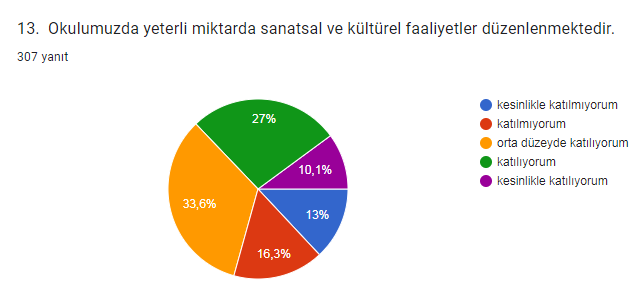 13. Okulumuzda yeterli miktarda sanatsal ve kültürel faaliyetler düzenlenmektedir.
307 yanıt
kesinlikle katılmıyorum
katılmıyorum
orta düzeyde katılıyorum
katılıyorum
kesinlikle katılıyorum
27%
10,1%
33,6%
13%
16,3%